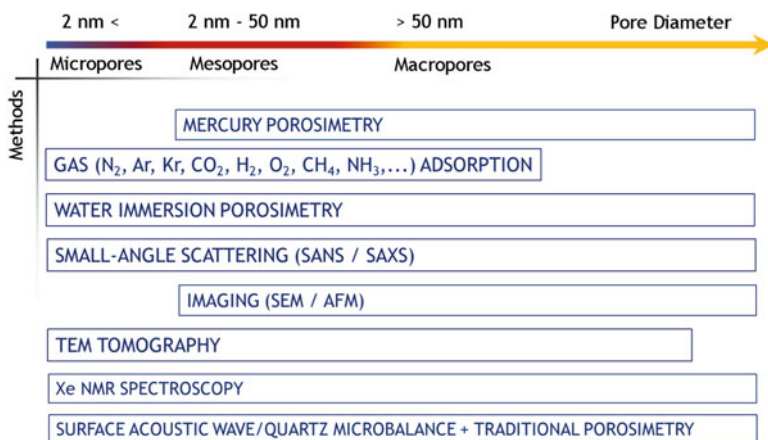 2 nm < 2 nm - 50 nm > 50 nm Pore Diameter
Micropores Mesopores Macropores
Methods
MERCURY POROSIMETRY
GAS (N₂, Ar, Kr, CO₂, H₂, O₂, CH₄, NH₃,...) ADSORPTION
WATER IMMERSION POROSIMETRY
SMALL-ANGLE SCATTERING (SANS / SAXS)
IMAGING (SEM / AFM)
TEM TOMOGRAPHY
Xe NMR SPECTROSCOPY
SURFACE ACOUSTIC WAVE/QUARTZ MICROBALANCE + TRADITIONAL POROSIMETRY